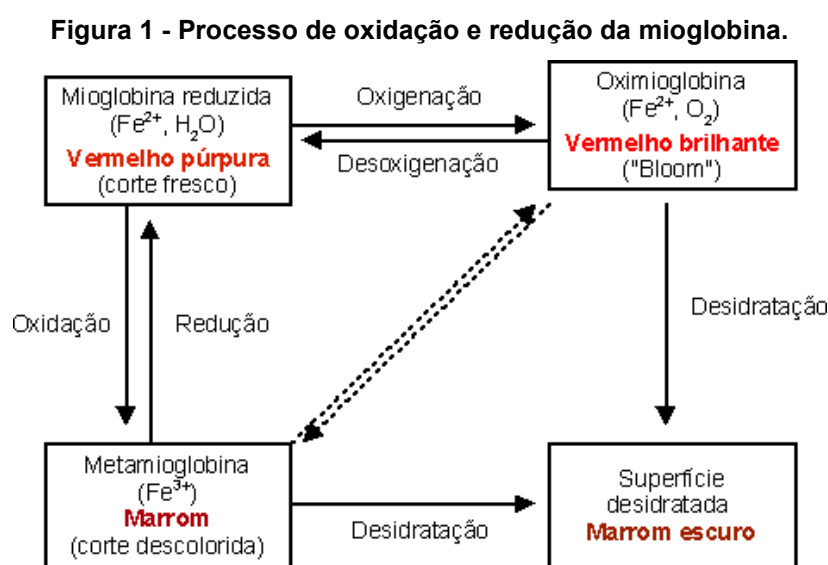 Figura 1 - Processo de oxidação e redução da mioglobina.
Mioglobina reduzida
(Fe²⁺, H₂O)
Vermelho púrpura
(corte fresco)
Oxigenação
Desoxigenação
Oximioglobina
(Fe²⁺, O₂)
Vermelho brilhante
("Bloom")
Oxidação
Redução
Desidratação
Metamioglobina
(Fe³⁺)
Marrom
(corte descolorida)
Desidratação
Superfície
desidratada
Marrom escuro